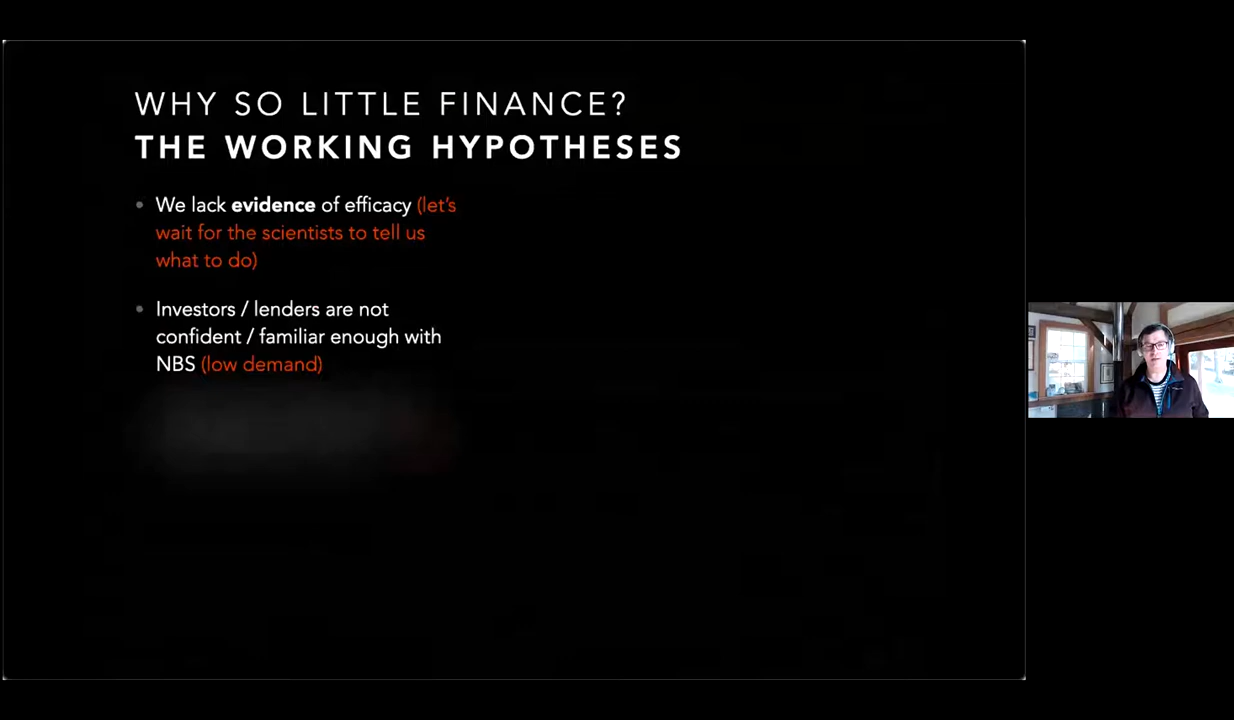 WHY SO LITTLE FINANCE?
THE WORKING HYPOTHESES
• We lack evidence of efficacy (let's
wait for the scientists to tell us
what to do)
• Investors / lenders are not
confident / familiar enough with
NBS (low demand)